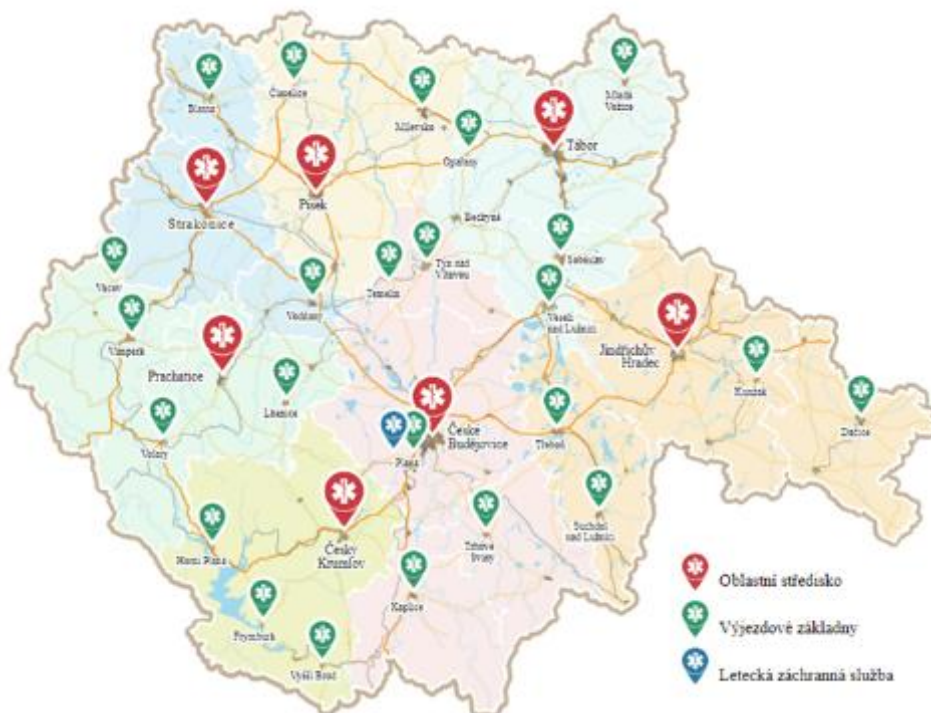 Blatná
Čimelice
Milevsko
Mladá
Vožice
Opařany
Tábor
Písek
Strakonice
Bechyně
Soběslav
Týn nad
Vltavou
Temelín
Vacov
Vodňany
Veselí
nad Lužnicí
Vimperk
Jindřichův
Hradec
Prachatice
Kunžak
Lhenice
Dačice
České
Budějovice
Třeboň
Volary
Planá
Suchdol
nad Lužnicí
Český
Krumlov
Trhové
Sviny
Horní Planá
Kaplice
Frymburk
Vyšší Brod
Oblastní středisko
Výjezdové základny
Letecká záchranná služba